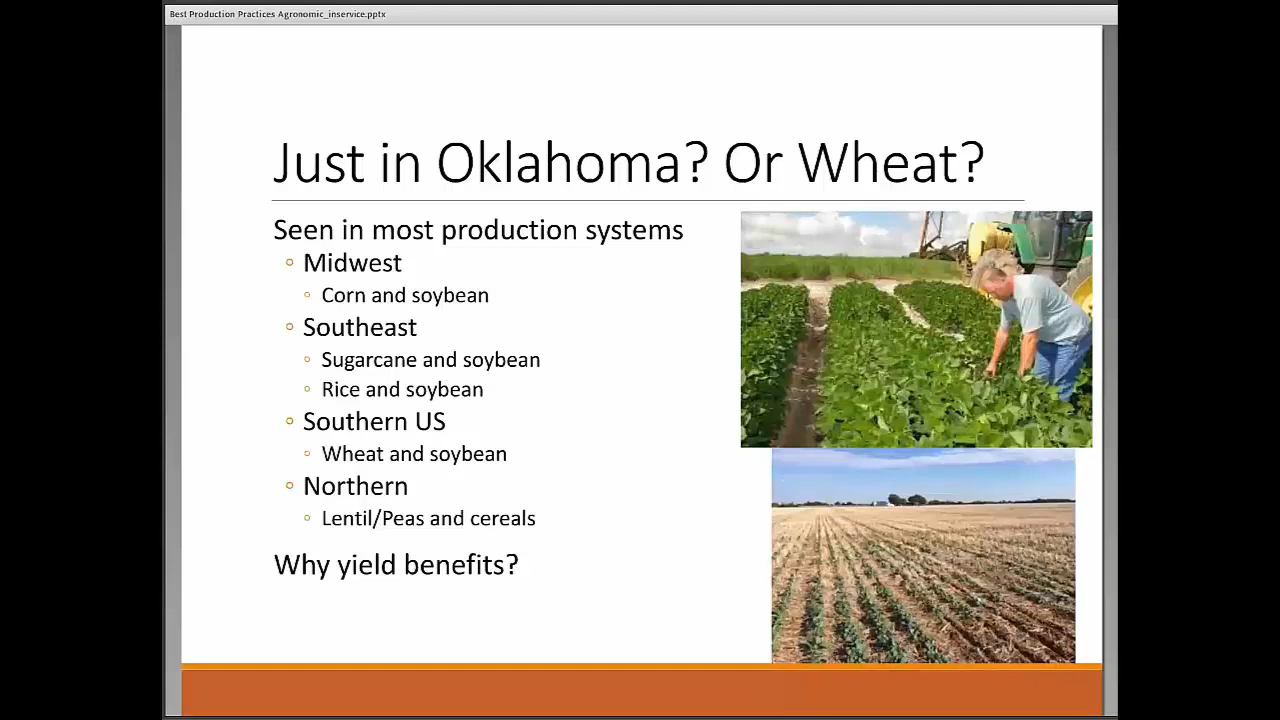 Best Production Practices Agronomic_inservice.pptx
Just in Oklahoma? Or Wheat?
Seen in most production systems
Midwest
Corn and soybean
Southeast
Sugarcane and soybean
Rice and soybean
Southern US
Wheat and soybean
Northern
Lentil/Peas and cereals
Why yield benefits?